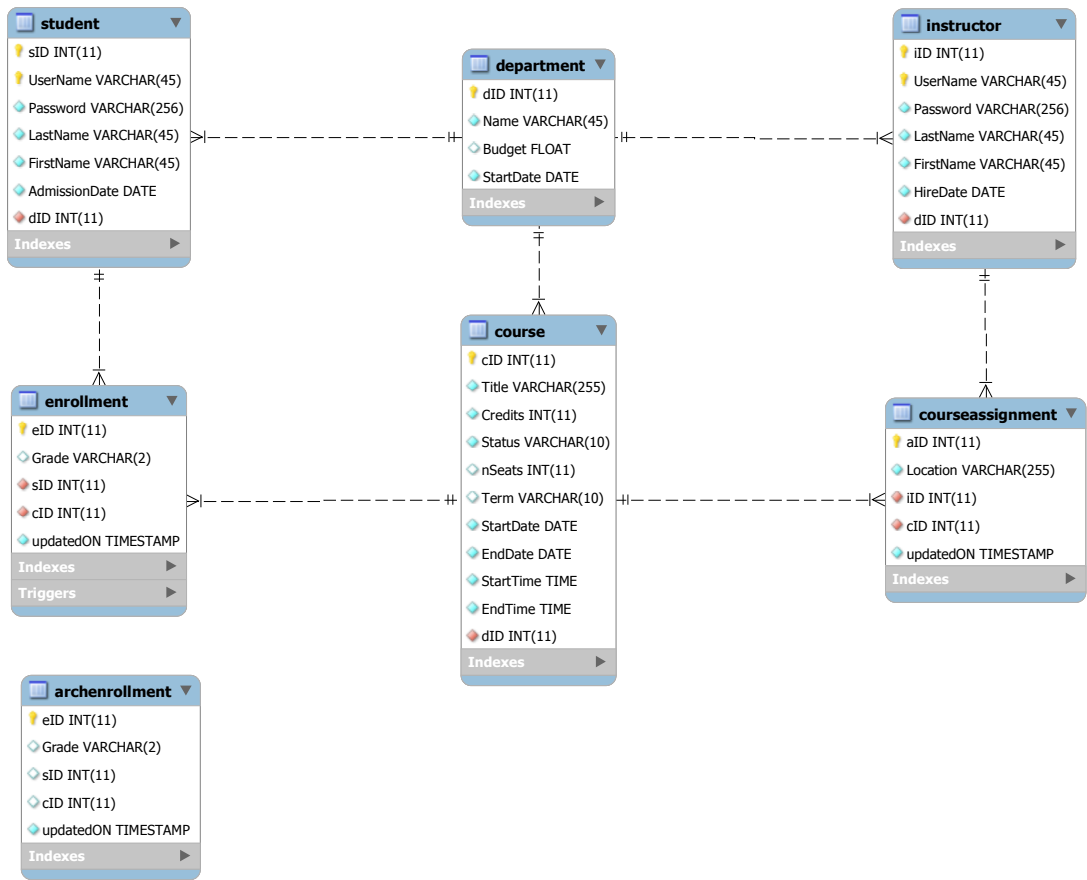 student
sID INT(11)
UserName VARCHAR(45)
Password VARCHAR(256)
LastName VARCHAR(45)
FirstName VARCHAR(45)
AdmissionDate DATE
dID INT(11)
Indexes
department
dID INT(11)
Name VARCHAR(45)
Budget FLOAT
StartDate DATE
Indexes
instructor
iID INT(11)
UserName VARCHAR(45)
Password VARCHAR(256)
LastName VARCHAR(45)
FirstName VARCHAR(45)
HireDate DATE
dID INT(11)
Indexes
enrollment
eID INT(11)
Grade VARCHAR(2)
sID INT(11)
cID INT(11)
updatedON TIMESTAMP
Indexes
Triggers
course
cID INT(11)
Title VARCHAR(255)
Credits INT(11)
Status VARCHAR(10)
nSeats INT(11)
Term VARCHAR(10)
StartDate DATE
EndDate DATE
StartTime TIME
EndTime TIME
dID INT(11)
Indexes
courseassignment
aID INT(11)
Location VARCHAR(255)
iID INT(11)
cID INT(11)
updatedON TIMESTAMP
Indexes
archenrollment
eID INT(11)
Grade VARCHAR(2)
sID INT(11)
cID INT(11)
updatedON TIMESTAMP
Indexes